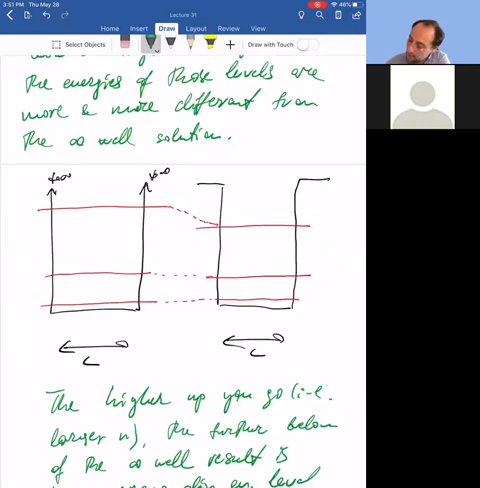 3:51 PM Thu May 28
46%
Lecture 31
Home Insert Draw Layout Review View
Select Objects
Draw with Touch
the energies of those levels are
more & more different from
the ∞ well solution.
L
L
The higher up you go (i-e.
larger n), the further below
of the ∞ well result is
level